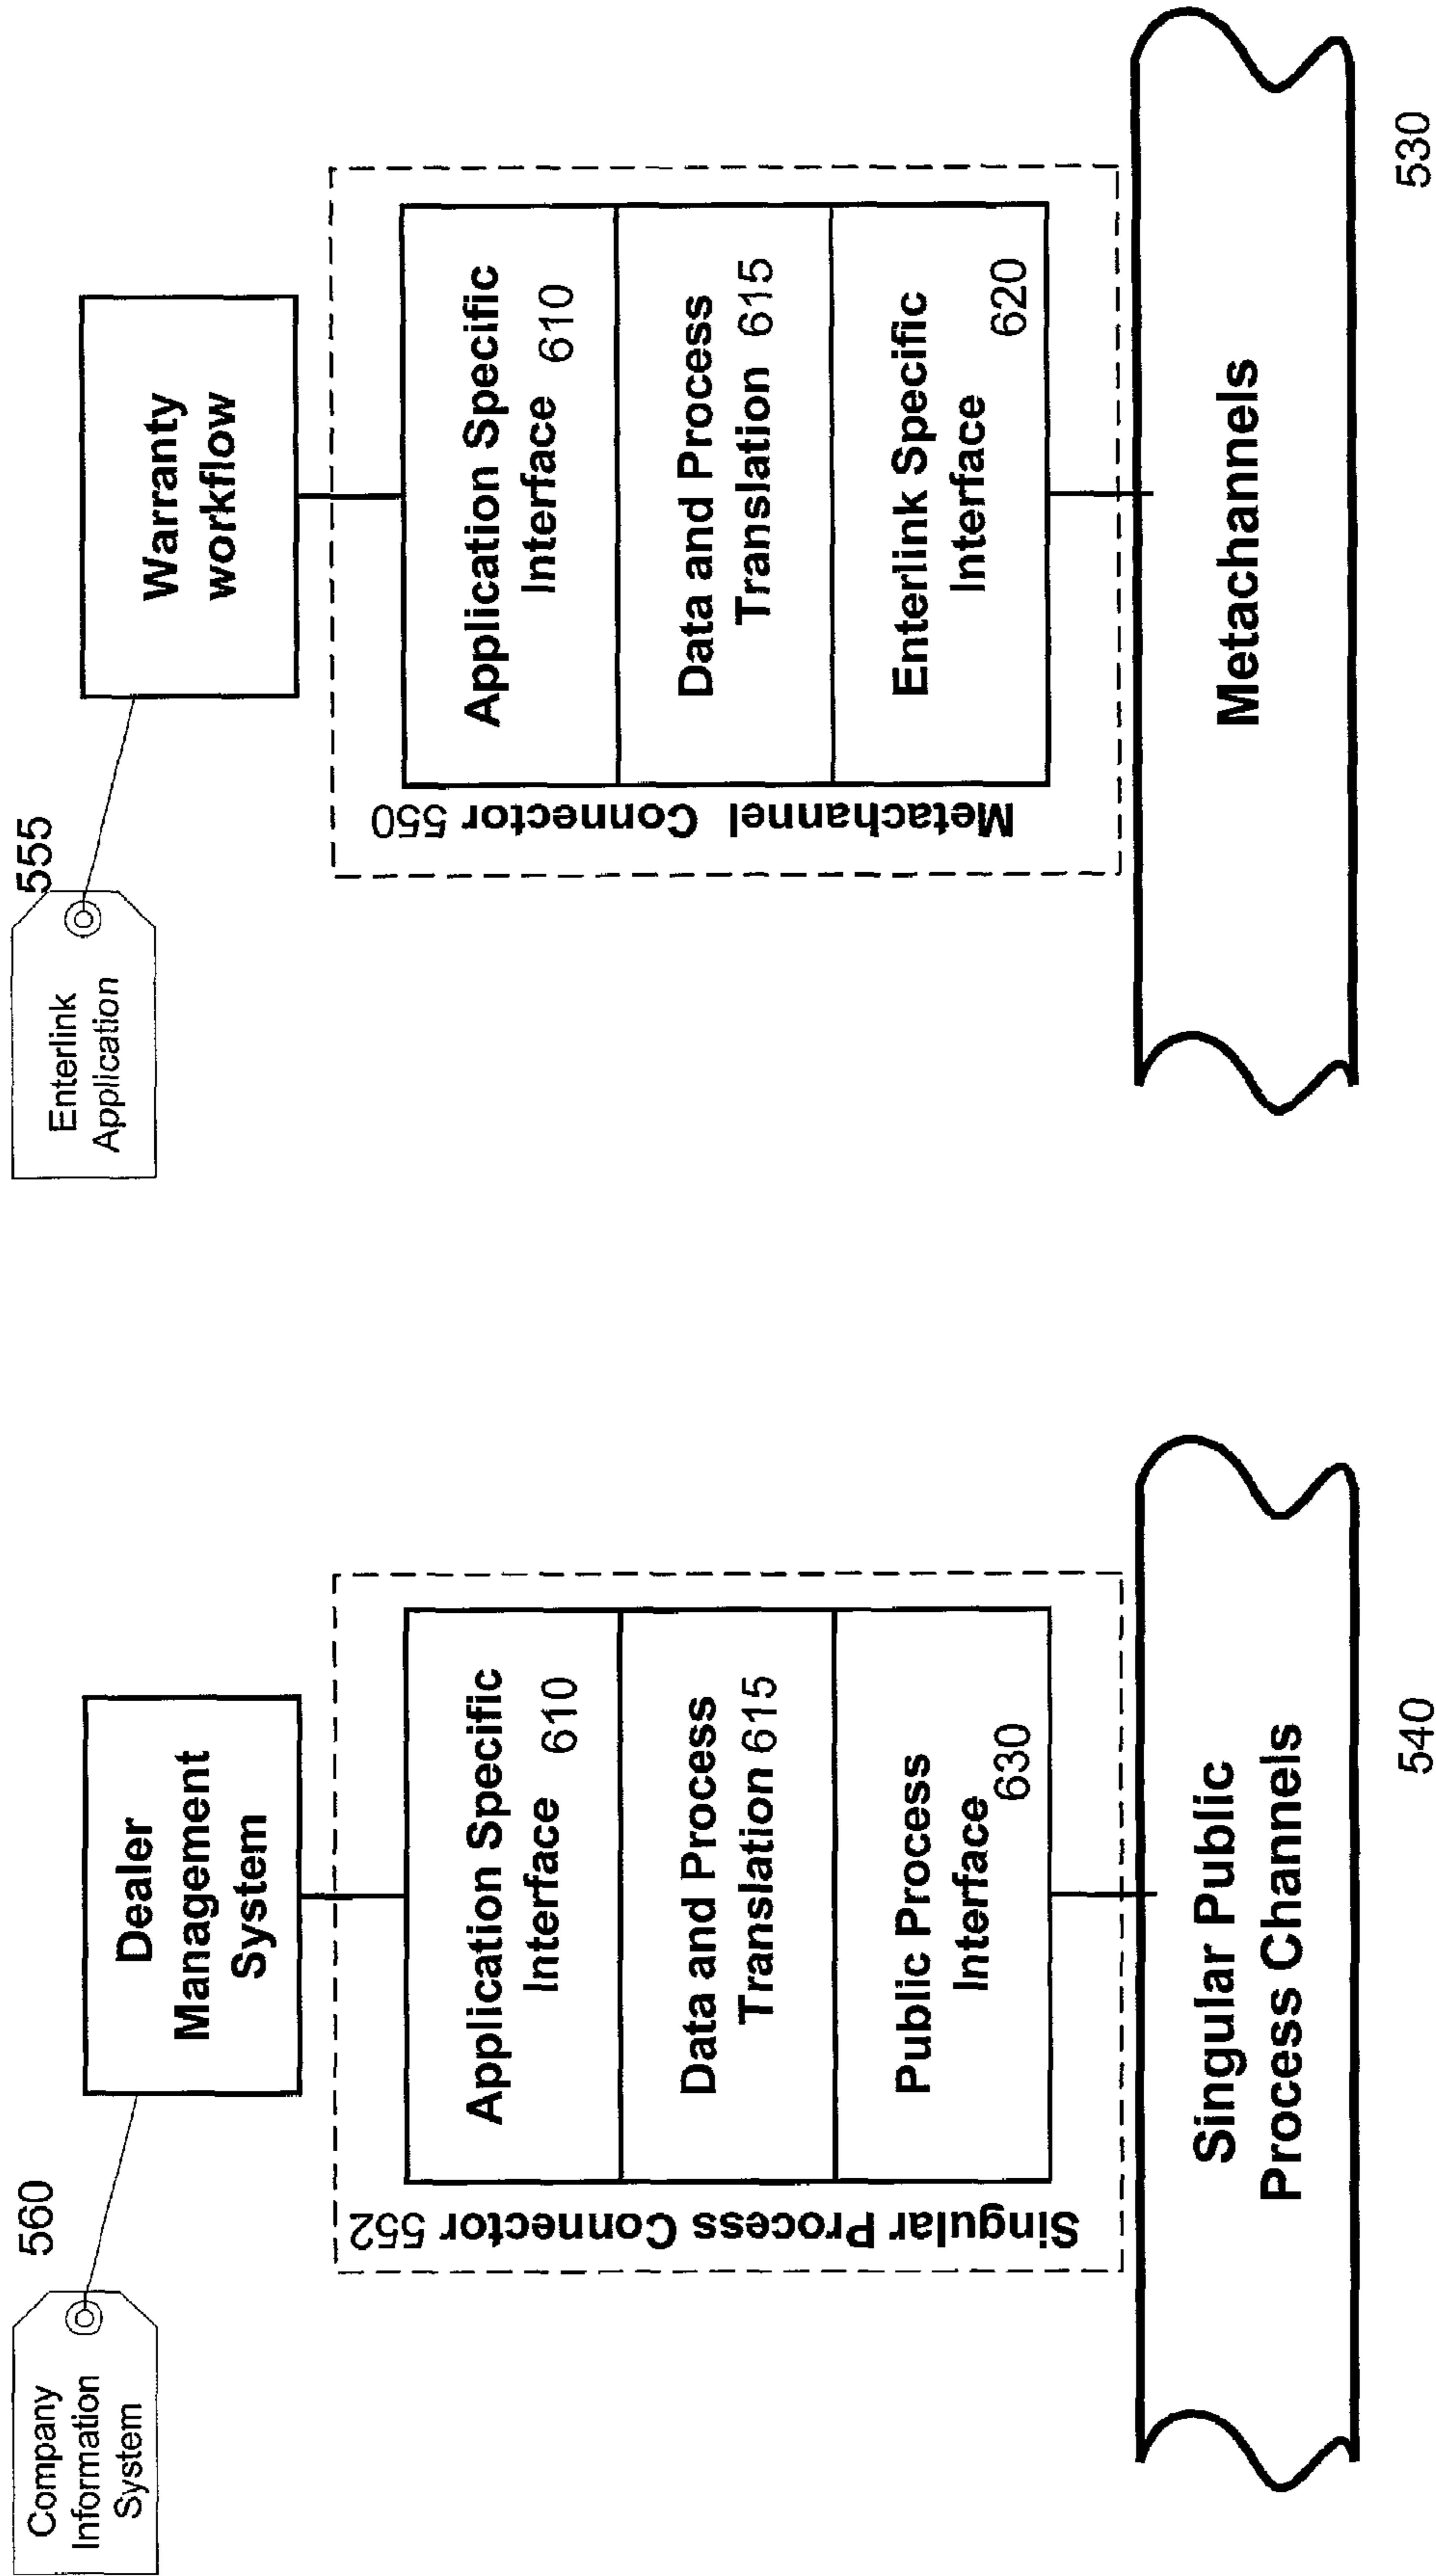 560
Company
Information
System
Dealer
Management
System
Singular Process Connector 552
Application Specific
Interface 610
Data and Process
Translation 615
Public Process
Interface
630
Singular Public
Process Channels
540
555
Enterlink
Application
Warranty
workflow
Metachannel Connector 550
Application Specific
Interface 610
Data and Process
Translation 615
Enterlink Specific
Interface
620
Metachannels
530